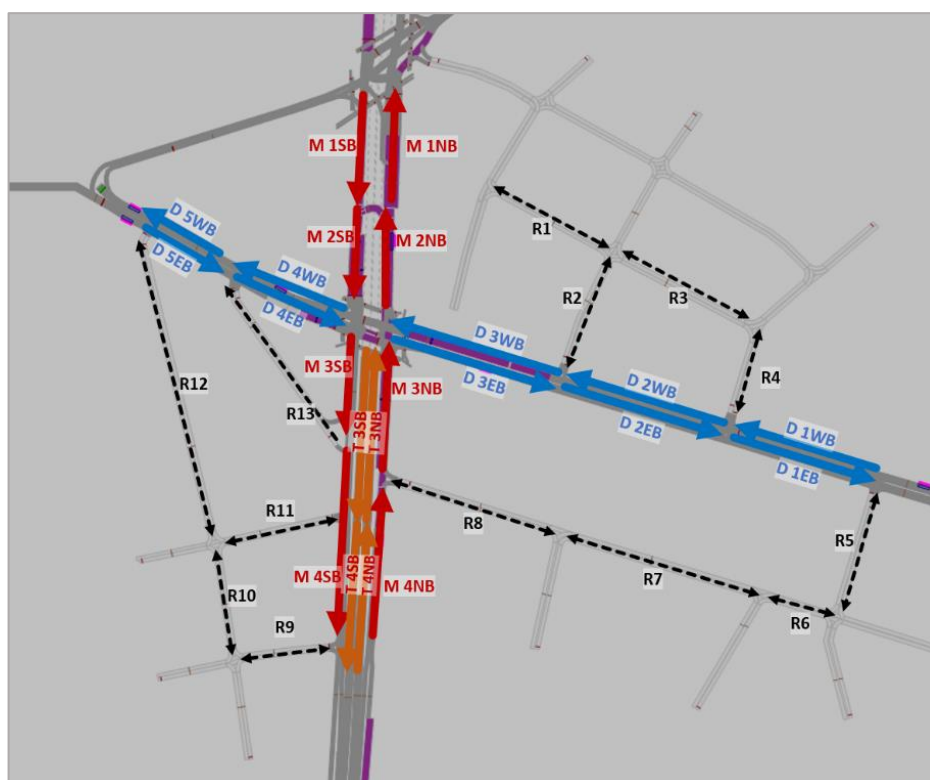 M 1SB
M 1NB
R1
D 5WB
M 2SB
M 2NB
D 5EB
D 4WB
R2
R3
D 4EB
D 3WB
M 3SB
M 3NB
D 3EB
R12
D 2WB
R4
R13
T 3SB
T 3NB
D 2EB
D 1WB
D 1EB
R11
R8
R5
M 4SB
T 4SB
T 4NB
M 4NB
R7
R10
R9
R6